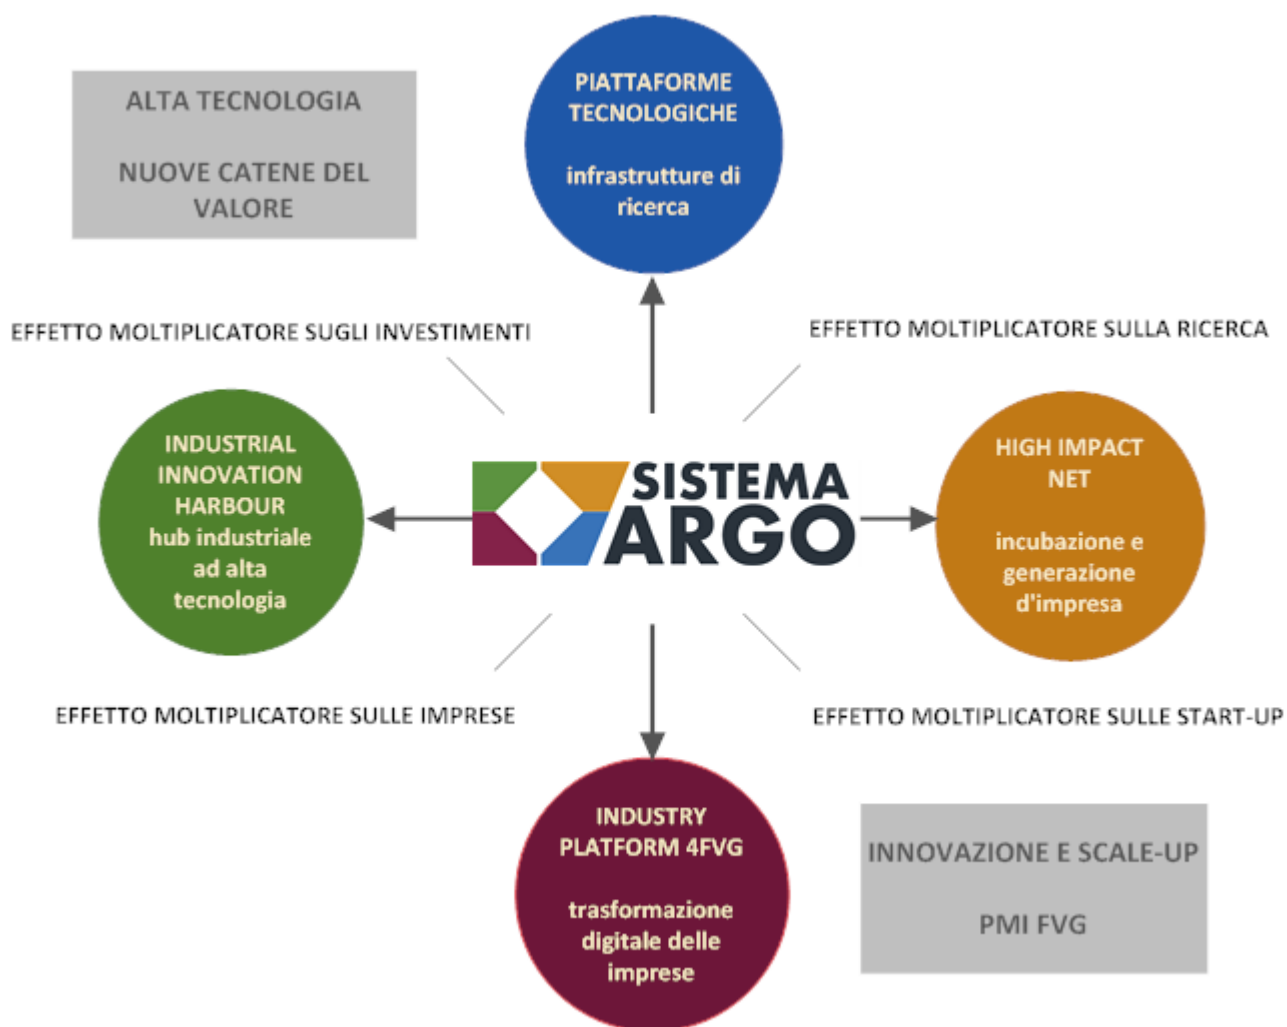 PIATTAFORME
TECNOLOGICHE
infrastrutture di
ricerca
ALTA TECNOLOGIA
NUOVE CATENE DEL
VALORE
EFFETTO MOLTIPLICATORE SUGLI INVESTIMENTI
EFFETTO MOLTIPLICATORE SULLA RICERCA
INDUSTRIAL
INNOVATION
HARBOUR
hub industriale
ad alta
tecnologia
SISTEMA
ARGO
HIGH IMPACT
NET
incubazione e
generazione
d'impresa
EFFETTO MOLTIPLICATORE SULLE IMPRESE
EFFETTO MOLTIPLICATORE SULLE START-UP
INDUSTRY
PLATFORM 4FVG
trasformazione
digitale delle
imprese
INNOVAZIONE E SCALE-UP
PMI FVG